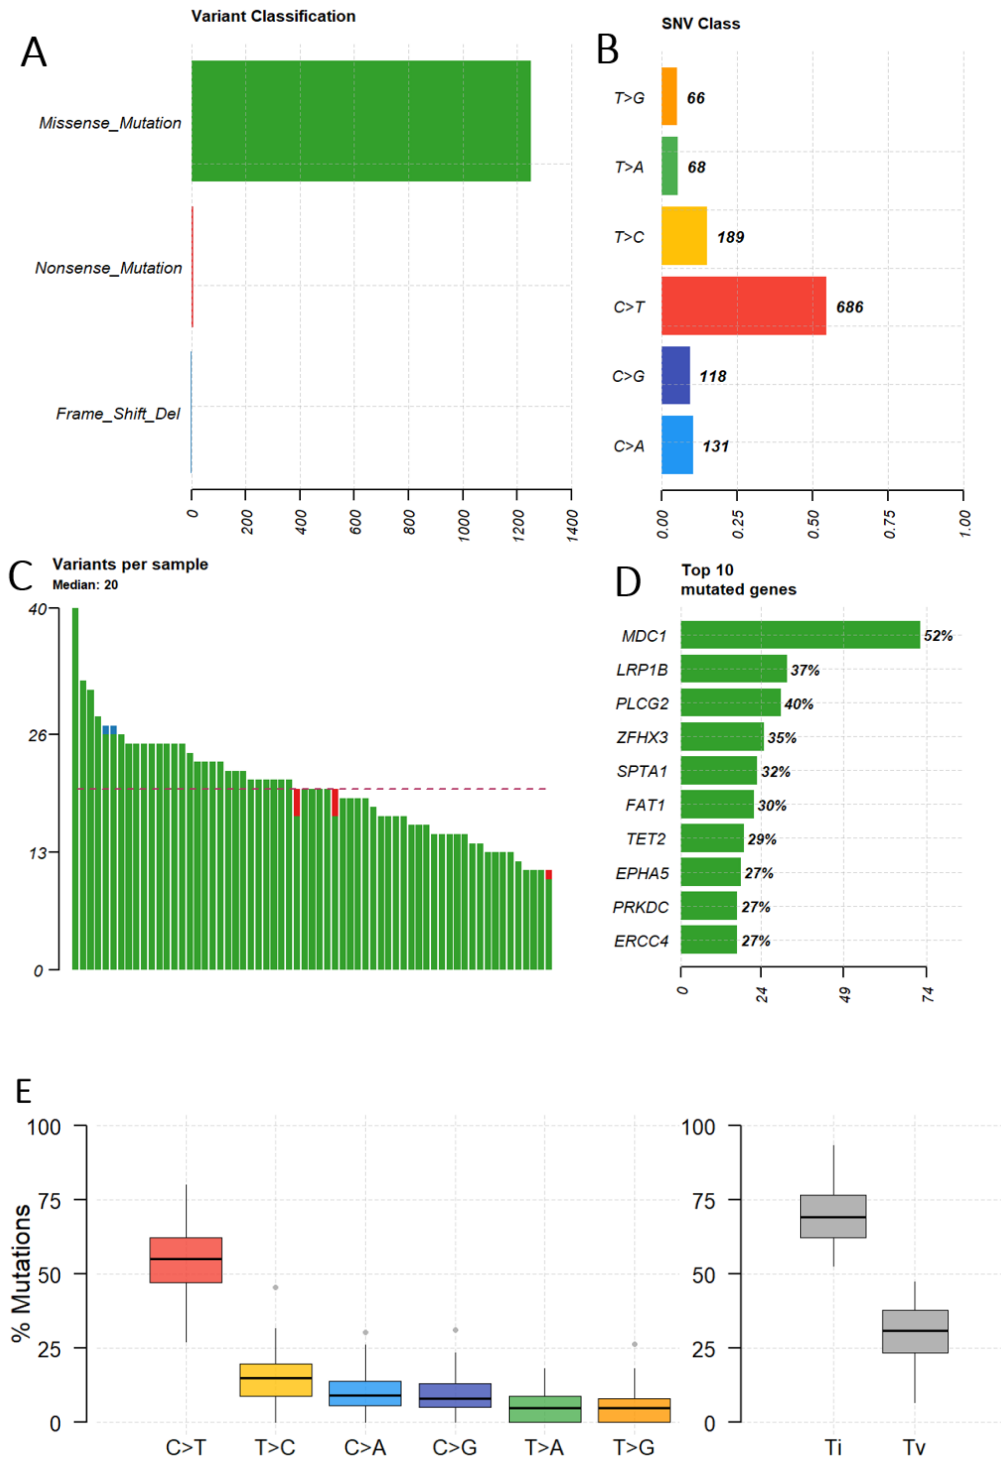 A
Variant Classification
Missense_Mutation
Nonsense_Mutation
Frame_Shift_Del
0
200
400
600
800
1000
1200
1400
B
SNV Class
T>G
66
T>A
68
T>C
189
C>T
686
C>G
118
C>A
131
0.00
0.25
0.50
0.75
1.00
C
Variants per sample
Median: 20
40
26
13
0
D
Top 10
mutated genes
MDC1
52%
LRP1B
37%
PLCG2
40%
ZFHX3
35%
SPTA1
32%
FAT1
30%
TET2
29%
EPHA5
27%
PRKDC
27%
ERCC4
27%
0
24
49
74
E
% Mutations
100
75
50
25
0
C>T
T>C
C>A
C>G
T>A
T>G
100
75
50
25
0
Ti
Tv